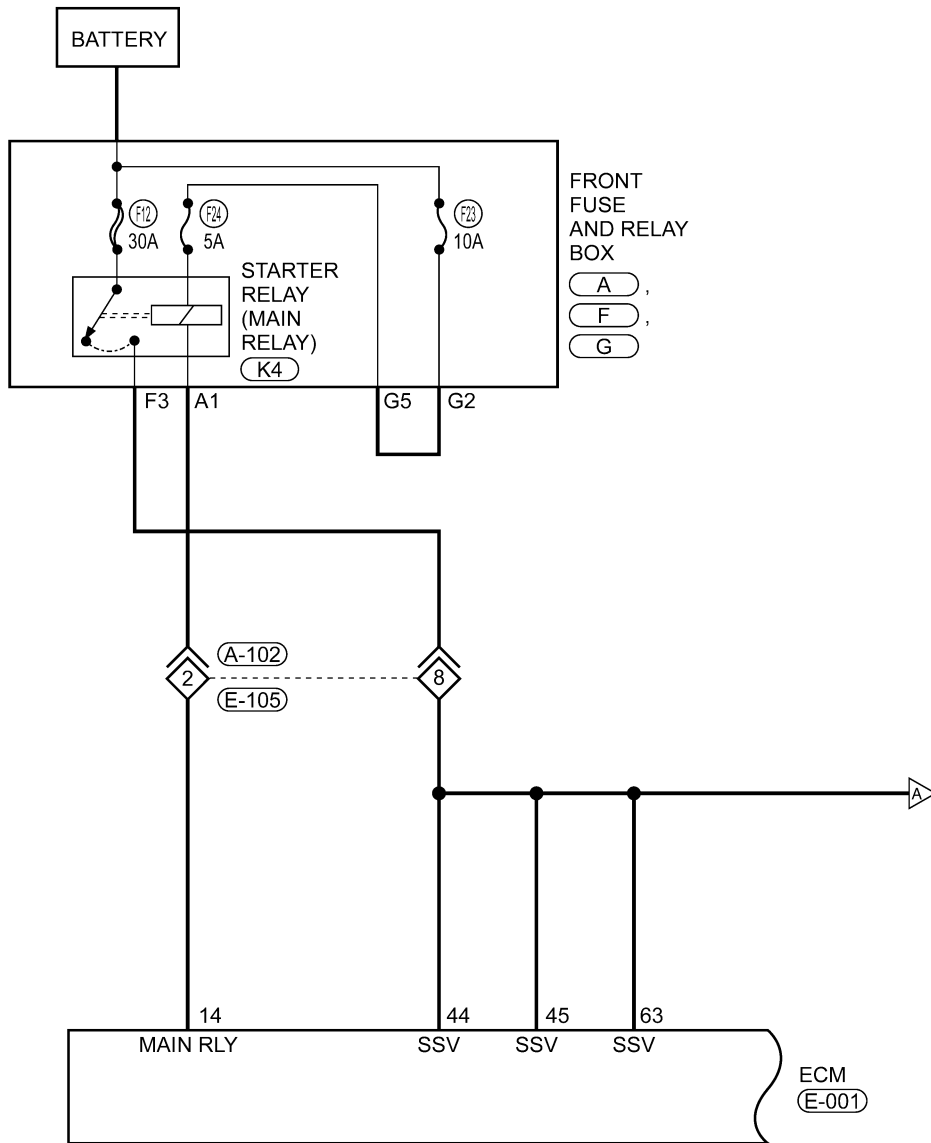 BATTERY
F12
30A
F24
5A
F23
10A
FRONT
FUSE
AND RELAY
BOX
A ,
F ,
G
STARTER
RELAY
(MAIN
RELAY)
K4
F3
A1
G5
G2
A-102
2
8
E-105
A
14
44
45
63
MAIN RLY
SSV
SSV
SSV
ECM
E-001